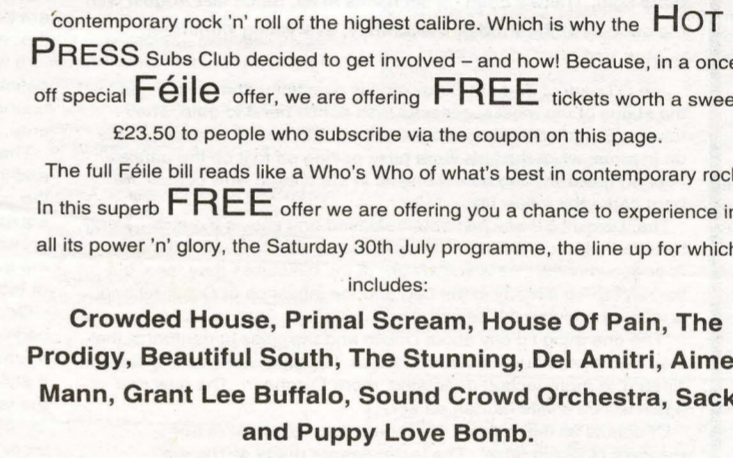 contemporary rock 'n' roll of the highest calibre. Which is why the HOT
PRESS Subs Club decided to get involved – and how! Because, in a once
off special Féile offer, we are offering FREE tickets worth a swee
£23.50 to people who subscribe via the coupon on this page.
The full Féile bill reads like a Who's Who of what's best in contemporary rock
In this superb FREE offer we are offering you a chance to experience in
all its power 'n' glory, the Saturday 30th July programme, the line up for which
includes:
Crowded House, Primal Scream, House Of Pain, The
Prodigy, Beautiful South, The Stunning, Del Amitri, Aime
Mann, Grant Lee Buffalo, Sound Crowd Orchestra, Sack
and Puppy Love Bomb.